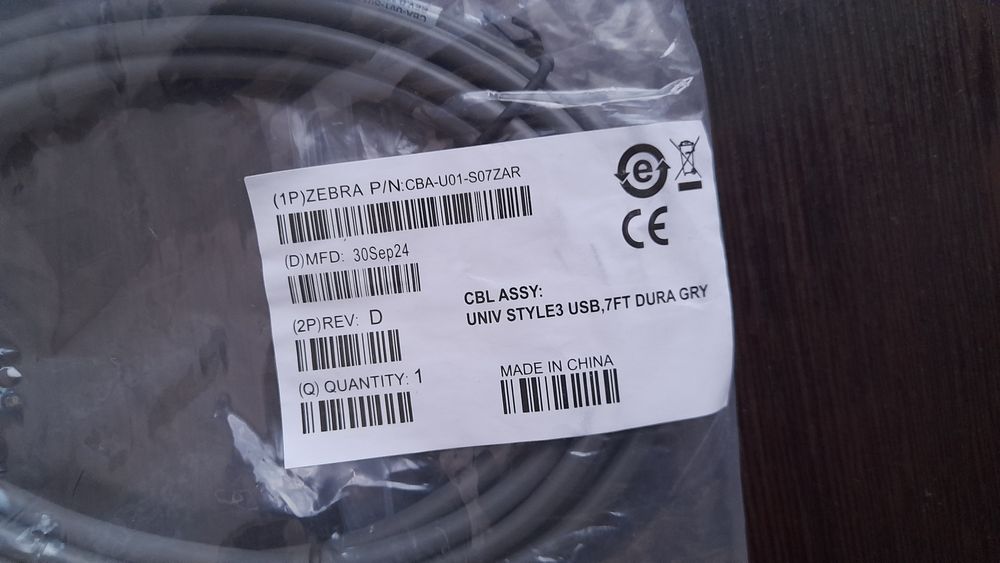 (1P)ZEBRA P/N:CBA-U01-S07ZAR
(D)MFD: 30Sep24
(2P)REV: D
(Q) QUANTITY: 1
e
CE
CBL ASSY:
UNIV STYLE3 USB,7FT DURA GRY
MADE IN CHINA